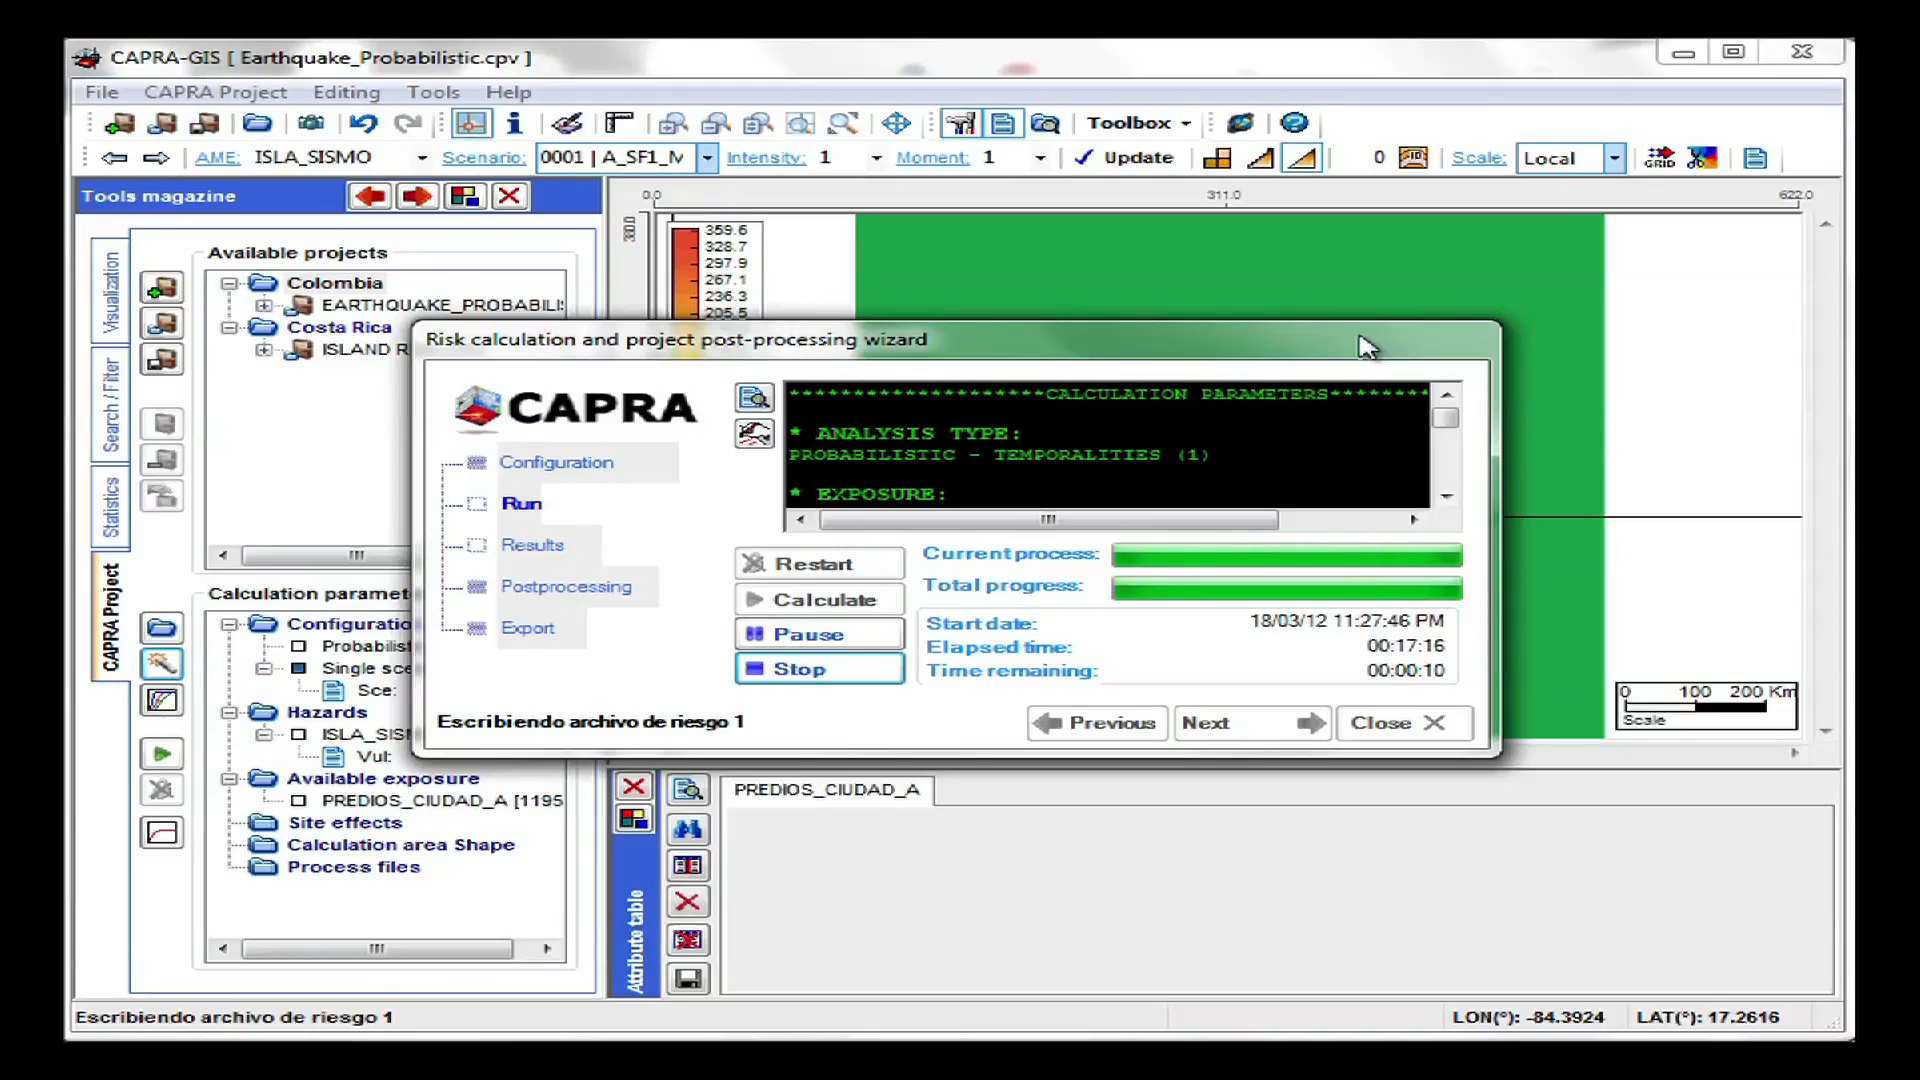 CAPRA-GIS [ Earthquake_Probabilistic.cpv ]
File CAPRA Project Editing Tools Help
Toolbox
AME: ISLA_SISMO Scenario: 0001 | A_SF1_M Intensity: 1 Moment: 1 Update 0 Scale: Local GRID
Tools magazine
0.0 311.0 622.0
380.0
Visualization
Search / Filter
Statistics
CAPRA Project
Available projects
Colombia
EARTHQUAKE_PROBABILI
Costa Rica
ISLAND R
359.6
328.7
297.9
267.1
236.3
205.5
Risk calculation and project post-processing wizard
CAPRA
Configuration
Run
Results
Postprocessing
Export
********************CALCULATION PARAMETERS********
* ANALYSIS TYPE:
PROBABILISTIC - TEMPORALITIES (1)
* EXPOSURE:
Restart
Calculate
Pause
Stop
Current process:
Total progress:
Start date: 18/03/12 11:27:46 PM
Elapsed time: 00:17:16
Time remaining: 00:00:10
Escribiendo archivo de riesgo 1
Previous Next Close
Calculation paramet
Configuratio
Probabilist
Single sce
Sce:
Hazards
ISLA_SISM
Vul:
Available exposure
PREDIOS_CIUDAD_A [1195
Site effects
Calculation area Shape
Process files
0 100 200 Km
Scale
Attribute table
PREDIOS_CIUDAD_A
Escribiendo archivo de riesgo 1
LON(°): -84.3924 LAT(°): 17.2616